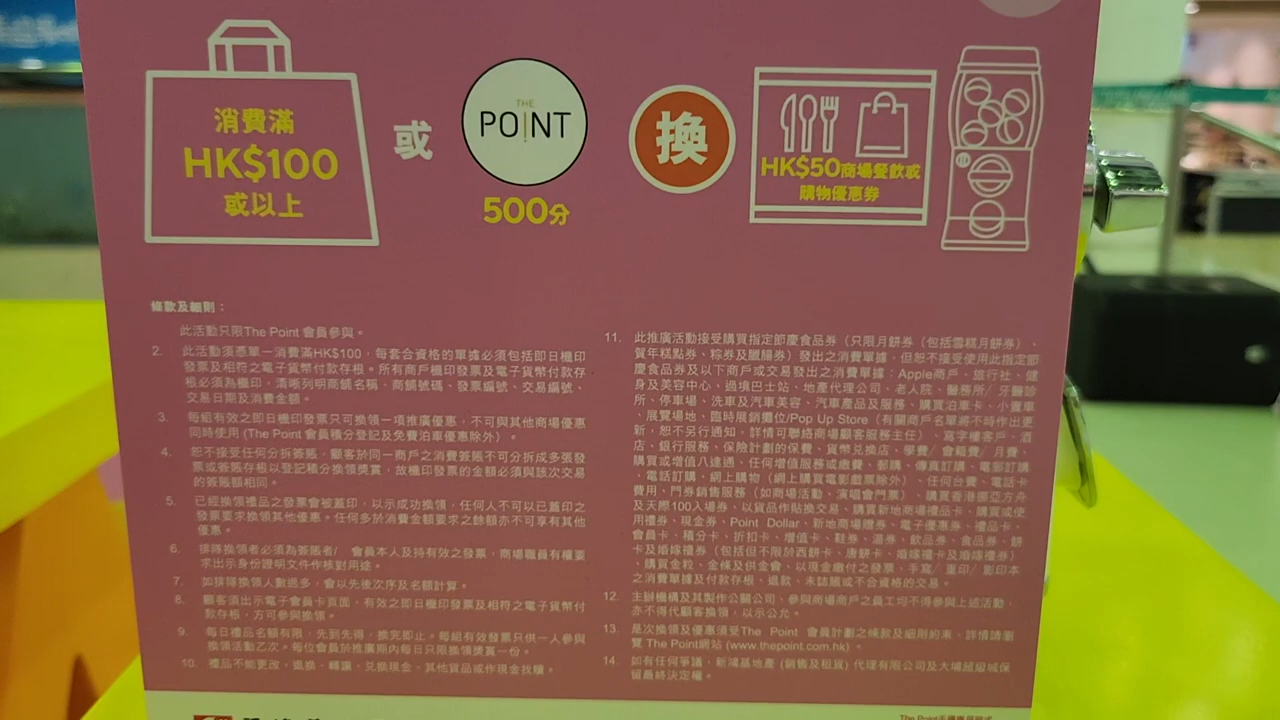 消費滿
HK$100
或以上
或
THE
POINT
500分
換
HK$50商場餐飲或
購物優惠券
條款及細則：
此活動只限The Point 會員參與。
2. 此活動須憑單一消費滿HK$100，每套合資格的單據必須包括即日機印
發票及相符之電子貨幣付款存根。所有商戶機印發票及電子貨幣付款存
根必須為機印，清晰列明商舖名稱、商舖號碼、發票編號、交易編號、
交易日期及消費金額。
3. 每組有效之即日機印發票只可換領一項推廣優惠，不可與其他商場優惠
同時使用 (The Point 會員積分登記及免費泊車優惠除外) 。
4. 恕不接受任何分拆簽賬，顧客於同一商戶之消費簽賬不可分拆成多張發
票或簽賬存根以登記積分換領獎賞，故機印發票的金額必須與該次交易
的簽賬額相同。
5. 已經換領禮品之發票會被蓋印，以示成功換領，任何人不可以已蓋印之
發票要求換領其他優惠。任何多於消費金額要求之餘額亦不可享有其他
優惠。
6. 排隊換領者必須為簽賬者/ 會員本人及持有效之發票，商場職員有權要
求出示身份證明文件作核對用途。
7. 如排隊換領人數過多，會以先後次序及名額計算。
8. 顧客須出示電子會員卡頁面、有效之即日機印發票及相符之電子貨幣付
款存根，方可參與換領。
9. 每日禮品名額有限，先到先得，換完即止。每組有效發票只供一人參與
換領活動乙次。每位會員於推廣期內每日只限換領獎賞一份。
10. 禮品不能更改、退換、轉讓、兌換現金、其他貨品或作現金找贖。
11. 此推廣活動接受購買指定節慶食品券（只限月餅券（包括雪糕月餅券）、
賀年糕點券、粽券及臘腸券）發出之消費單據，但恕不接受使用此指定節
慶食品券及以下商戶或交易發出之消費單據：Apple商戶、旅行社、健
身及美容中心、過境巴士站、地產代理公司、老人院、醫務所/ 牙醫診
所、停車場、洗車及汽車美容、汽車產品及服務、購買泊車卡、小靈車
、展覽場地、臨時展銷攤位/Pop Up Store（有關商戶名單將不時作出更
新，恕不另行通知，詳情可聯絡商場顧客服務主任）、寫字樓客戶、酒
店、銀行服務、保險計劃的保費、貨幣兌換店、學費/ 會籍費/ 月費、
購買或增值八達通、任何增值服務或繳費、郵購、傳真訂購、電郵訂購
、電話訂購、網上購物（網上購買電影戲票除外）、任何台費、電話卡
費用、門券銷售服務（如商場活動、演唱會門票）、購買香港挪亞方舟
及天際100入場券、以貨品作貼換交易、購買新地商場禮品卡、購買或使
用禮券、現金券、Point Dollar、新地商場贈券、電子優惠券、禮品卡、
會員卡、積分卡、折扣卡、增值卡、鞋券、湯券、飲品券、食品券、餅
卡及婚嫁禮券（包括但不限於西餅卡、唐餅卡、婚嫁禮卡及婚嫁禮券）
、購買金粒、金條及供金會、以現金繳付之發票、手寫/ 重印/ 影印本
之消費單據及付款存根、退款、未誌賬或不合資格的交易。
12. 主辦機構及其製作公關公司、參與商場商戶之員工均不得參與上述活動，
亦不得代顧客換領，以示公允。
13. 是次換領及優惠須受The Point 會員計劃之條款及細則約束，詳情請瀏
覽 The Point網站 (www.thepoint.com.hk) 。
14. 如有任何爭議，新鴻基地產 (銷售及租賃) 代理有限公司及大埔超級城保
留最終決定權。